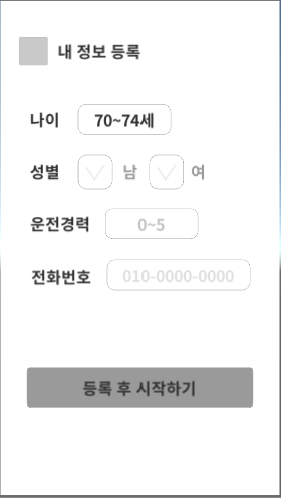 내 정보 등록
나이 70~74세
성별 남 여
운전경력 0~5
전화번호 010-0000-0000
등록 후 시작하기